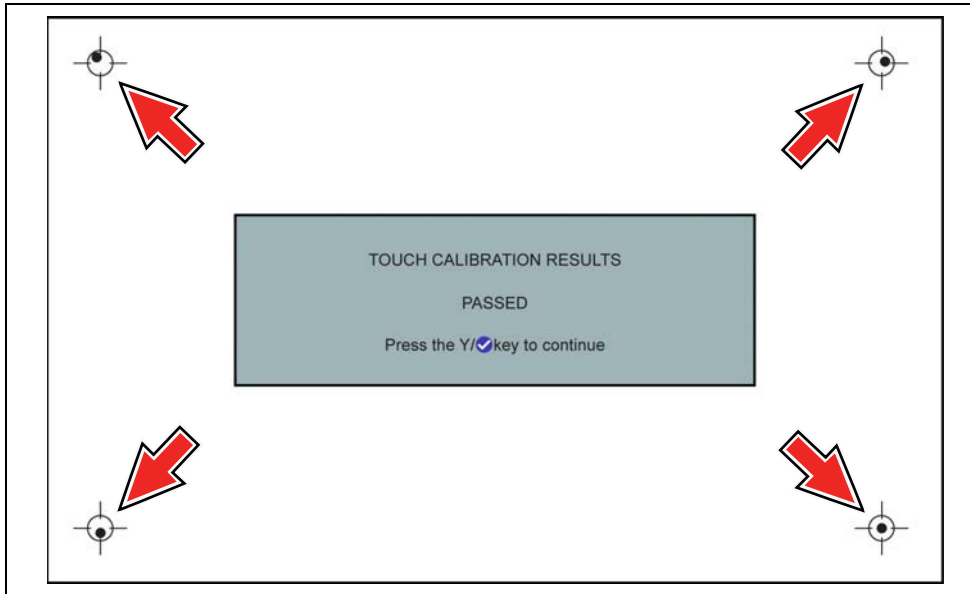 TOUCH CALIBRATION RESULTS
PASSED
Press the Y/✔key to continue